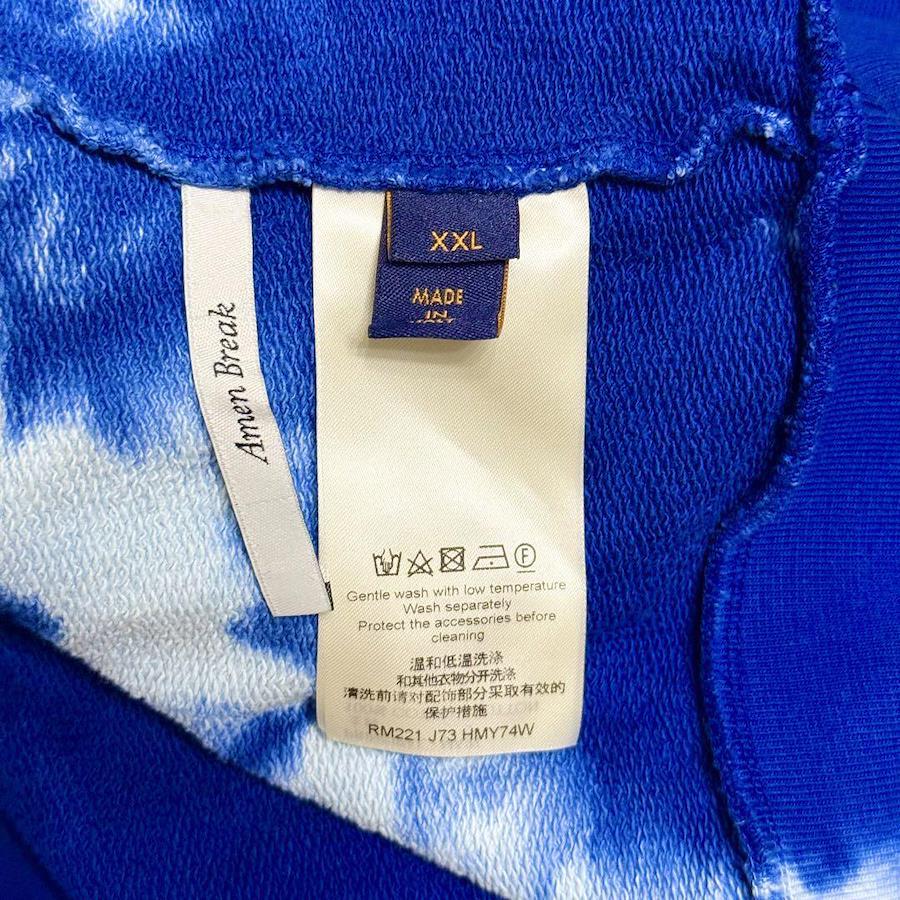 XXL
MADE
IN
Amen Break
F
Gentle wash with low temperature
Wash separately
Protect the accessories before
cleaning
温和低温洗涤
和其他衣物分开洗涤
清洗前请对配饰部分采取有效的
保护措施
RM221 J73 HMY74W